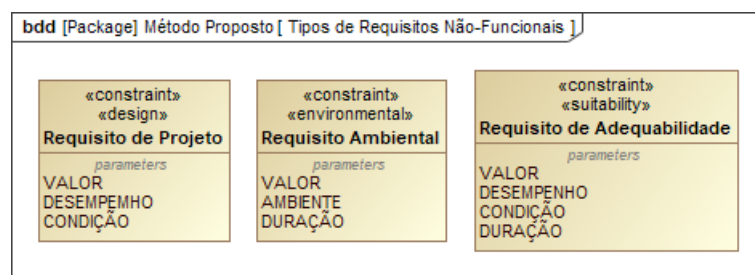 bdd [Package] Método Proposto [ Tipos de Requisitos Não-Funcionais ]
«constraint»
«design»
Requisito de Projeto
parameters
VALOR
DESEMPEMHO
CONDIÇÃO
«constraint»
«environmental»
Requisito Ambiental
parameters
VALOR
AMBIENTE
DURAÇÃO
«constraint»
«suitability»
Requisito de Adequabilidade
parameters
VALOR
DESEMPENHO
CONDIÇÃO
DURAÇÃO